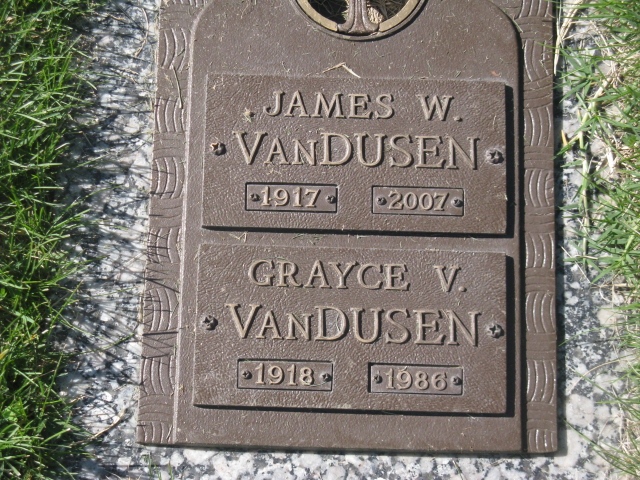 JAMES W.
VANDUSEN
1917 2007
GRAYCE V.
VANDUSEN
1918 1986